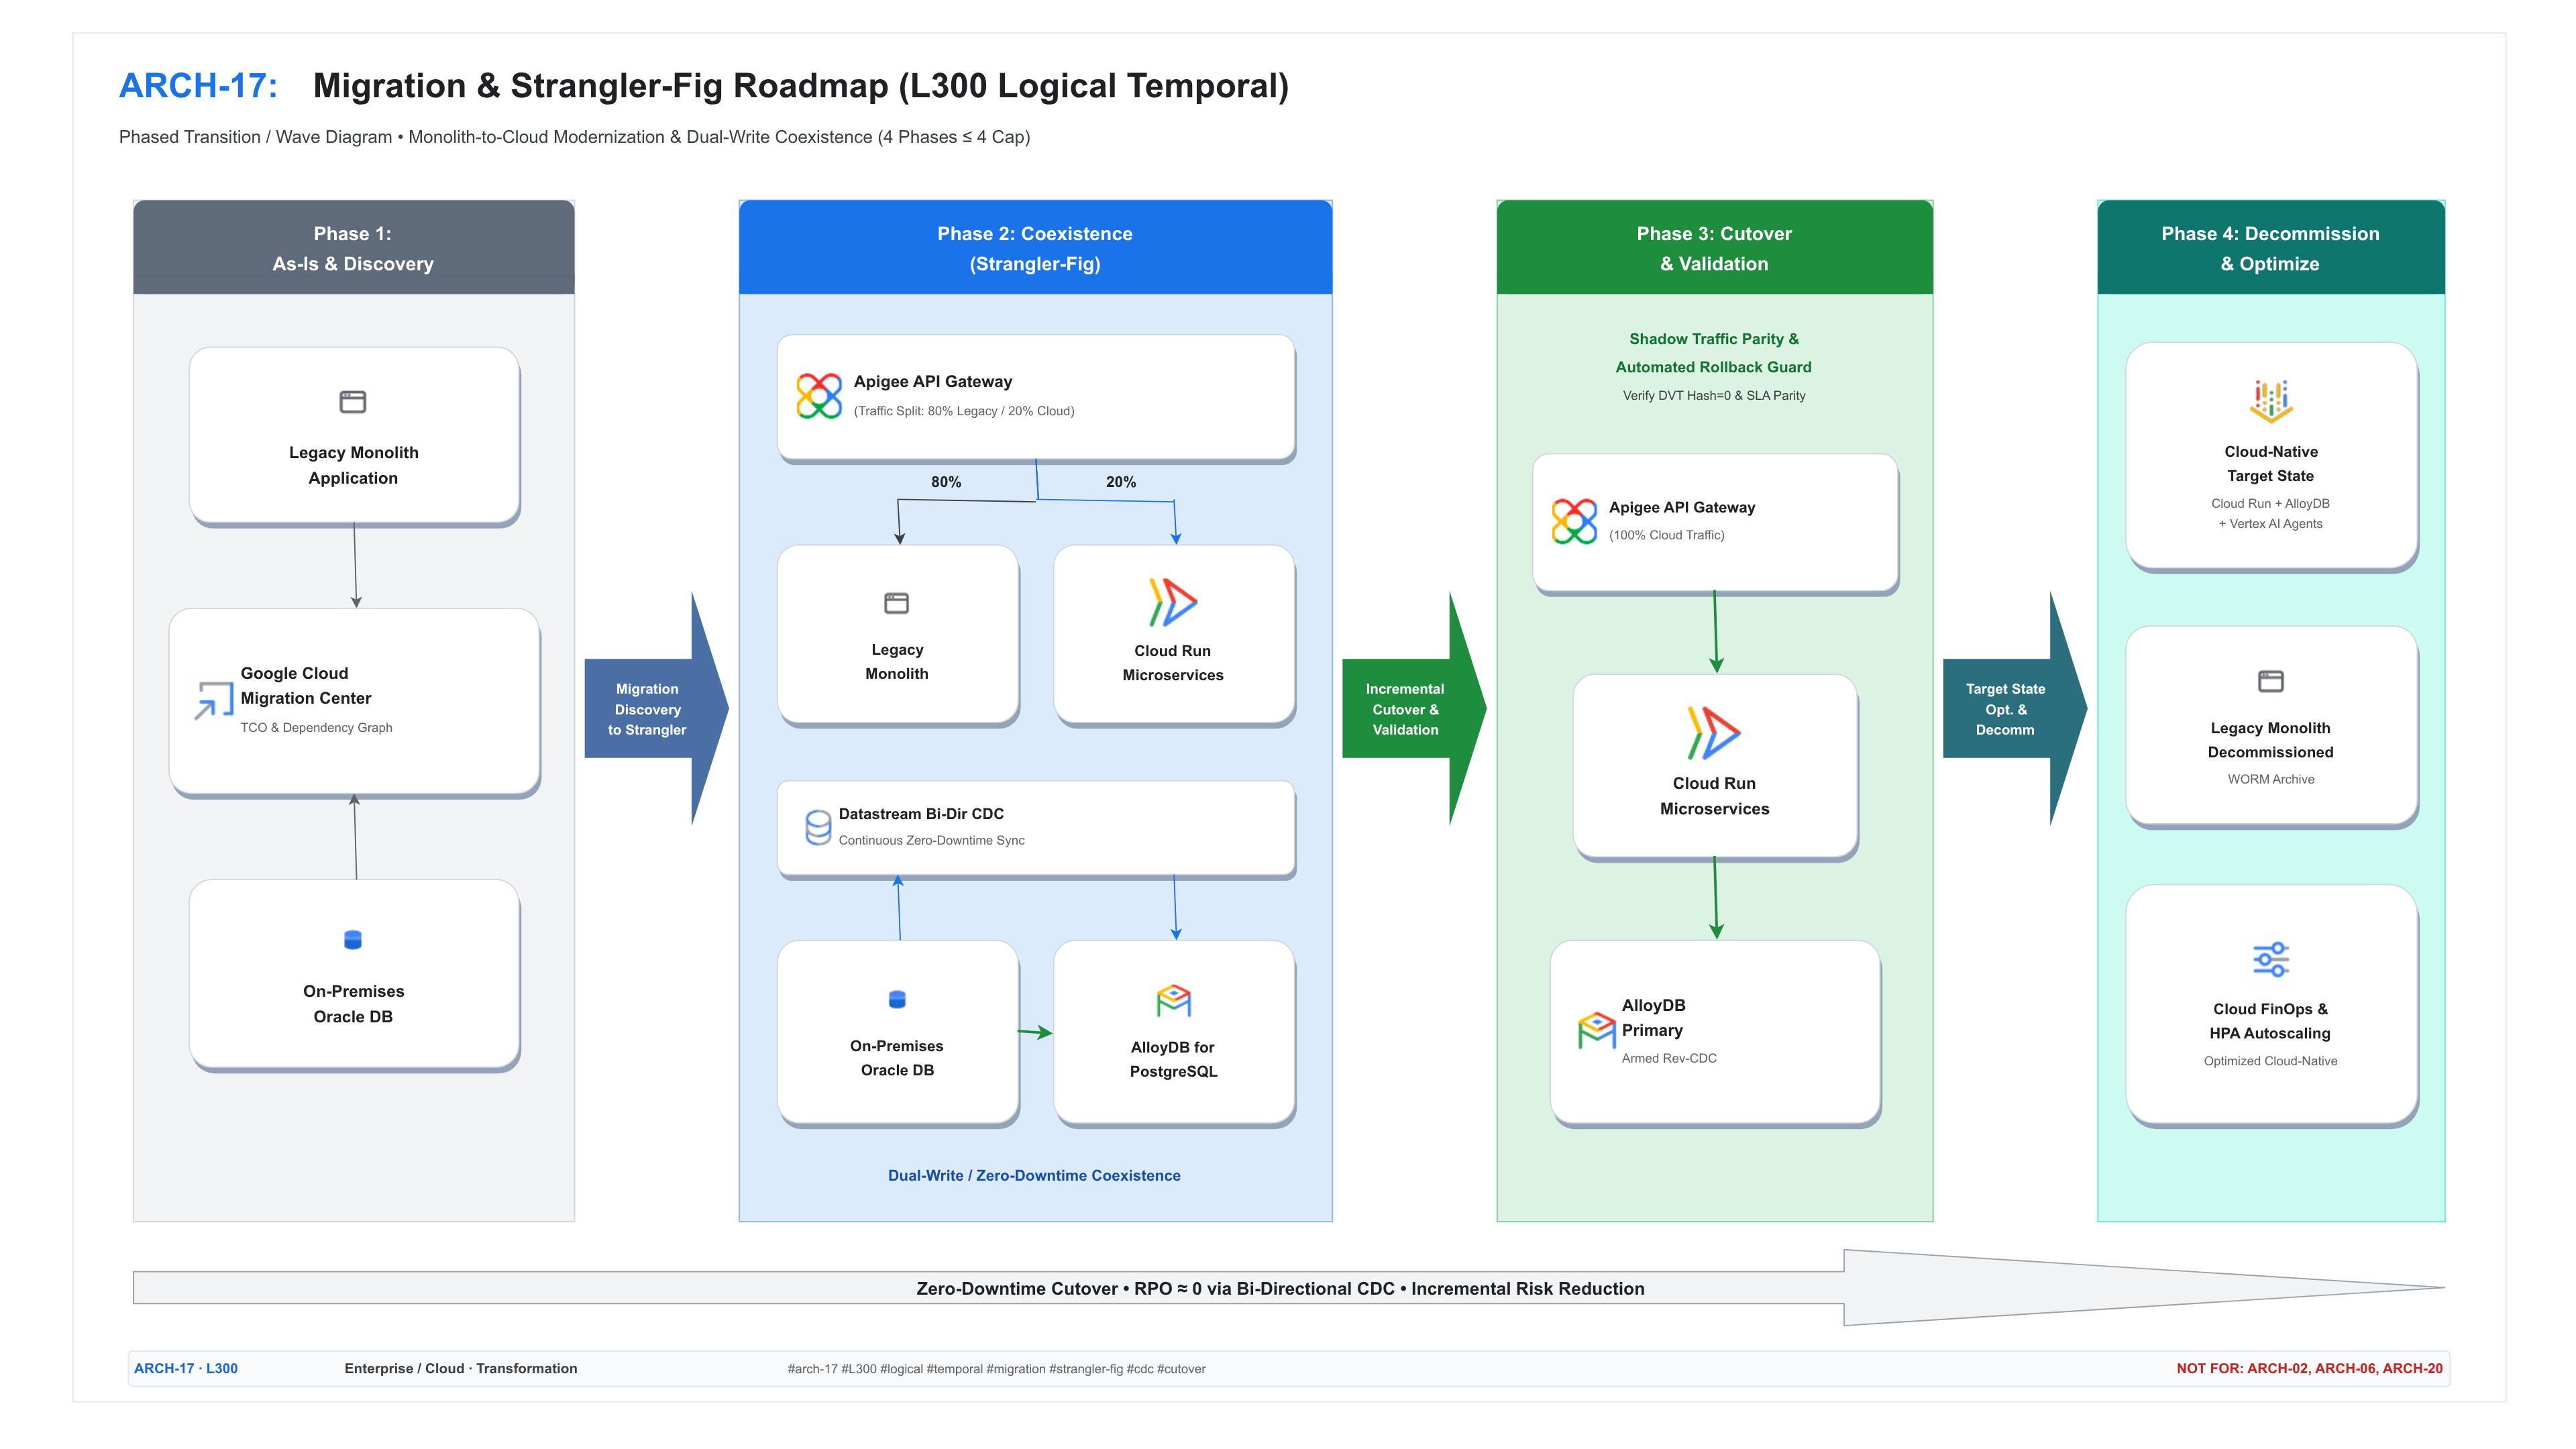 ARCH-17: Migration & Strangler-Fig Roadmap (L300 Logical Temporal)
Phased Transition / Wave Diagram • Monolith-to-Cloud Modernization & Dual-Write Coexistence (4 Phases ≤ 4 Cap)
Phase 1:
As-Is & Discovery
Legacy Monolith
Application
Google Cloud
Migration Center
TCO & Dependency Graph
On-Premises
Oracle DB
Migration
Discovery
to Strangler
Phase 2: Coexistence
(Strangler-Fig)
Apigee API Gateway
(Traffic Split: 80% Legacy / 20% Cloud)
80%
20%
Legacy
Monolith
Cloud Run
Microservices
Datastream Bi-Dir CDC
Continuous Zero-Downtime Sync
On-Premises
Oracle DB
AlloyDB for
PostgreSQL
Dual-Write / Zero-Downtime Coexistence
Incremental
Cutover &
Validation
Phase 3: Cutover
& Validation
Shadow Traffic Parity &
Automated Rollback Guard
Verify DVT Hash=0 & SLA Parity
Apigee API Gateway
(100% Cloud Traffic)
Cloud Run
Microservices
AlloyDB
Primary
Armed Rev-CDC
Target State
Opt. &
Decomm
Phase 4: Decommission
& Optimize
Cloud-Native
Target State
Cloud Run + AlloyDB
+ Vertex AI Agents
Legacy Monolith
Decommissioned
WORM Archive
Cloud FinOps &
HPA Autoscaling
Optimized Cloud-Native
Zero-Downtime Cutover • RPO ≈ 0 via Bi-Directional CDC • Incremental Risk Reduction
ARCH-17 · L300
Enterprise / Cloud · Transformation
#arch-17 #L300 #logical #temporal #migration #strangler-fig #cdc #cutover
NOT FOR: ARCH-02, ARCH-06, ARCH-20